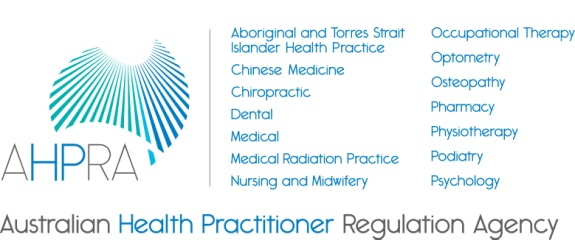 AHPRA
Aboriginal and Torres Strait
Islander Health Practice
Chinese Medicine
Chiropractic
Dental
Medical
Medical Radiation Practice
Nursing and Midwifery
Occupational Therapy
Optometry
Osteopathy
Pharmacy
Physiotherapy
Podiatry
Psychology
Australian Health Practitioner Regulation Agency